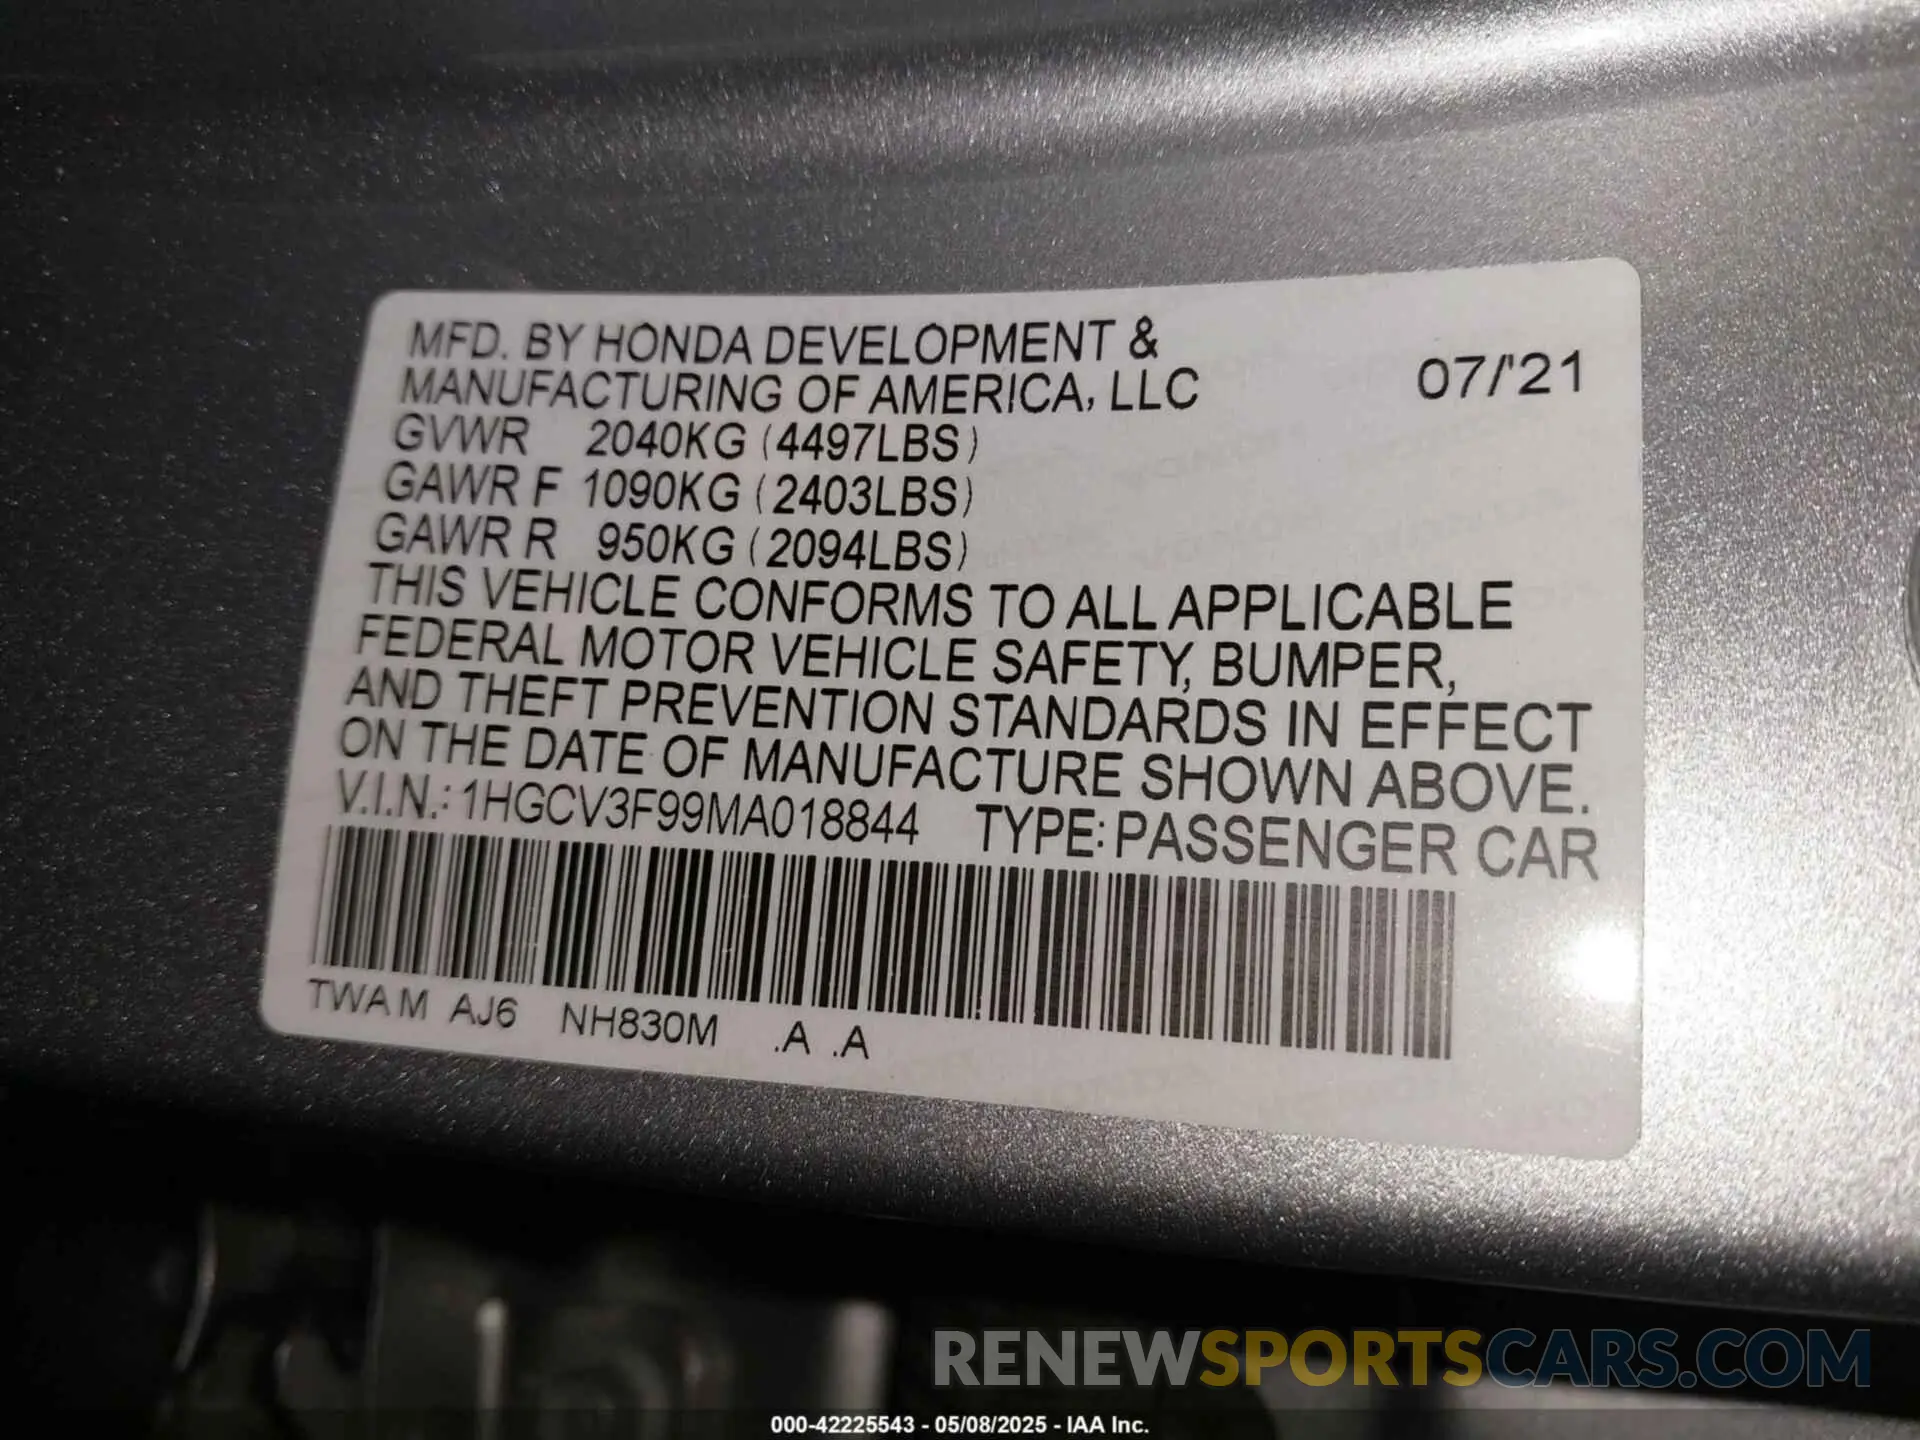 MFD. BY HONDA DEVELOPMENT &
MANUFACTURING OF AMERICA, LLC 07/'21
GVWR 2040KG (4497LBS)
GAWR F 1090KG (2403LBS)
GAWR R 950KG (2094LBS)
THIS VEHICLE CONFORMS TO ALL APPLICABLE
FEDERAL MOTOR VEHICLE SAFETY, BUMPER,
AND THEFT PREVENTION STANDARDS IN EFFECT
ON THE DATE OF MANUFACTURE SHOWN ABOVE.
V.I.N.: 1HGCV3F99MA018844 TYPE: PASSENGER CAR
TWAM AJ6 NH830M .A .A
RENEWSPORTSCARS.COM
000-42225543 - 05/08/2025 - IAA Inc.